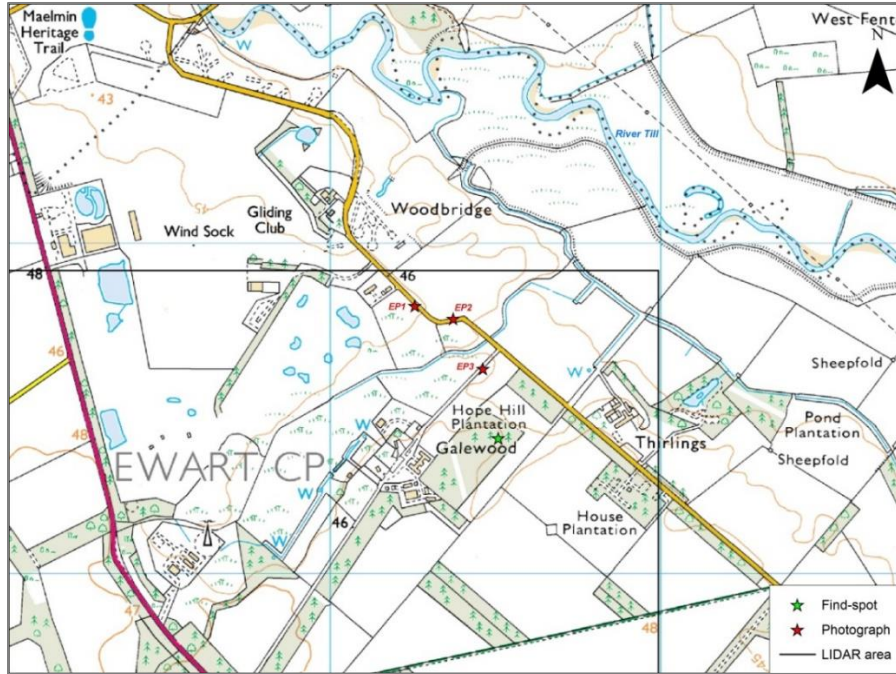 Maelmin
Heritage
Trail
W
West Fent
N
43
River Till
45
Gliding
Club
Woodbridge
Wind Sock
48
46
EP1
EP2
46
EP3
W
Sheepfold
48
Hope Hill
Plantation
Pond
Plantation
W
Galewood
Thirlings
EWART CP
Sheepfold
W
46
House
Plantation
W
47
48
45
Find-spot
Photograph
LIDAR area